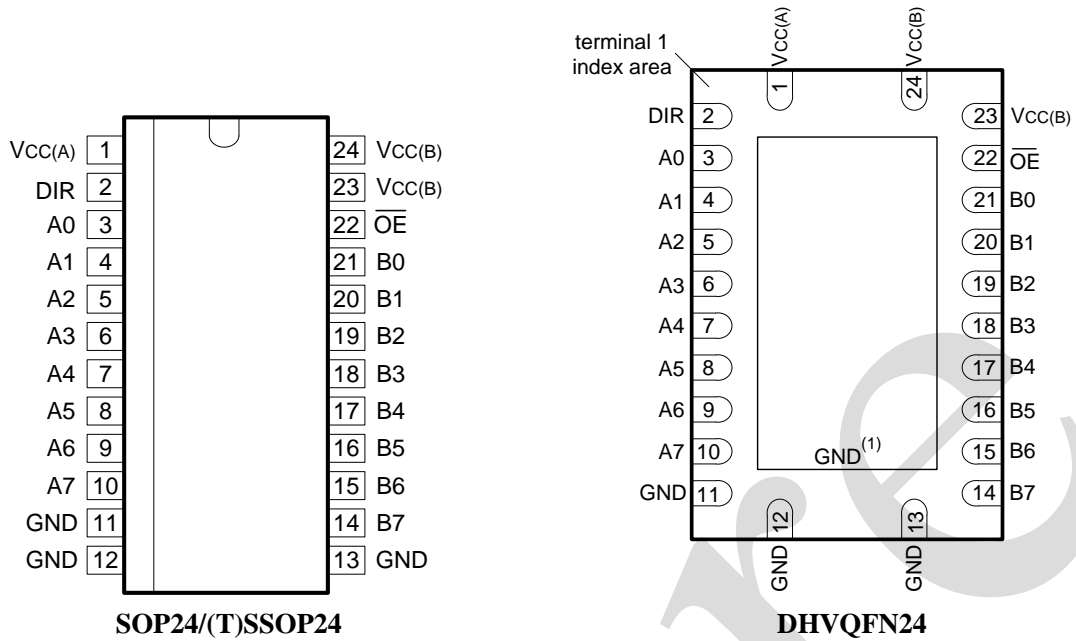 VCC(A) 1 24 VCC(B)
DIR 2 23 VCC(B)
A0 3 22 OE
A1 4 21 B0
A2 5 20 B1
A3 6 19 B2
A4 7 18 B3
A5 8 17 B4
A6 9 16 B5
A7 10 15 B6
GND 11 14 B7
GND 12 13 GND
SOP24/(T)SSOP24
terminal 1
index area
VCC(A) VCC(B)
1 24
DIR 2 23 VCC(B)
A0 3 22 OE
A1 4 21 B0
A2 5 20 B1
A3 6 19 B2
A4 7 18 B3
A5 8 17 B4
A6 9 16 B5
A7 10 GND(1) 15 B6
GND 11 14 B7
12 13
GND GND
DHVQFN24